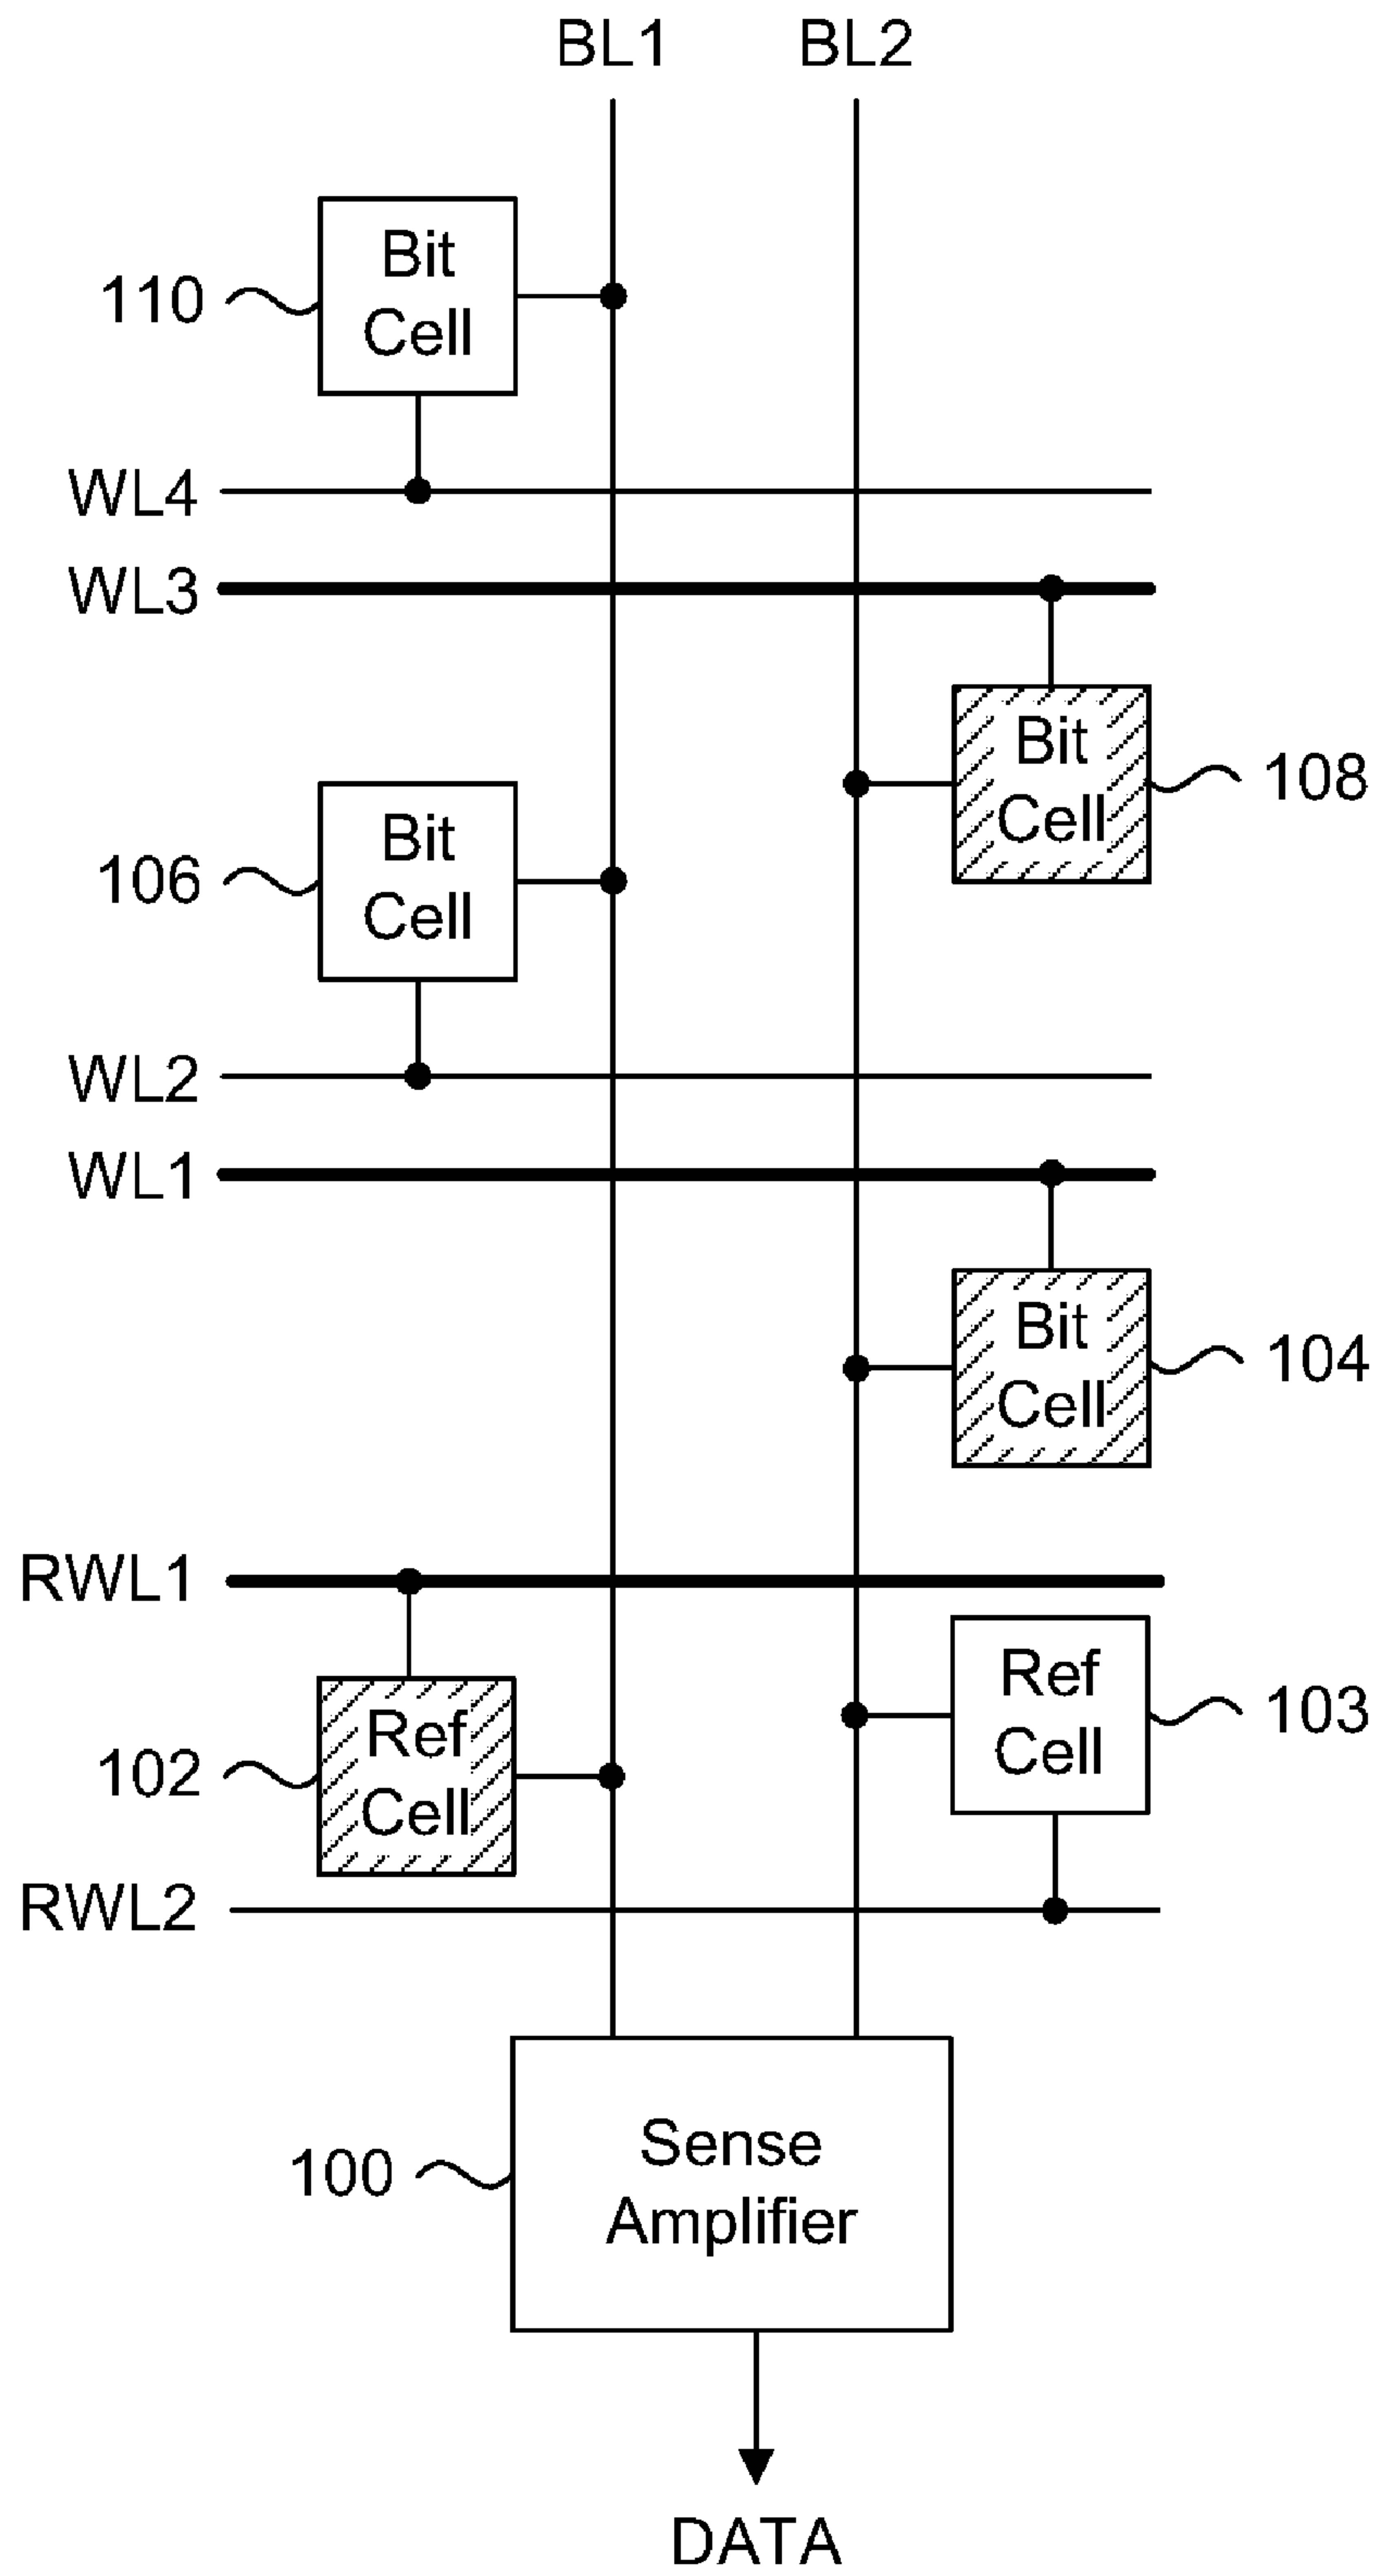 BL1 BL2
Bit
Cell
110
WL4
WL3
Bit
Cell
108
Bit
Cell
106
WL2
WL1
Bit
Cell
104
RWL1
Ref
Cell
103
Ref
Cell
102
RWL2
Sense
Amplifier
100
DATA